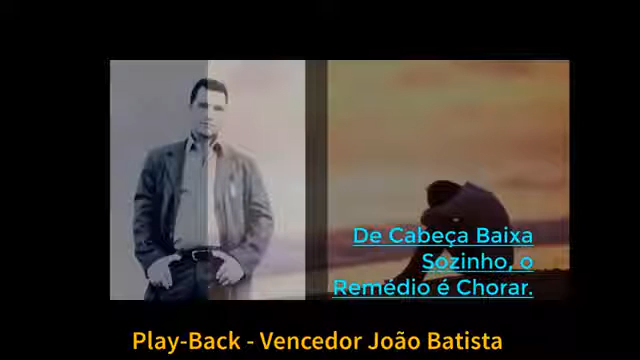 De Cabeça Baixa
Sozinho, o
Remédio é Chorar.
Play-Back - Vencedor João Batista